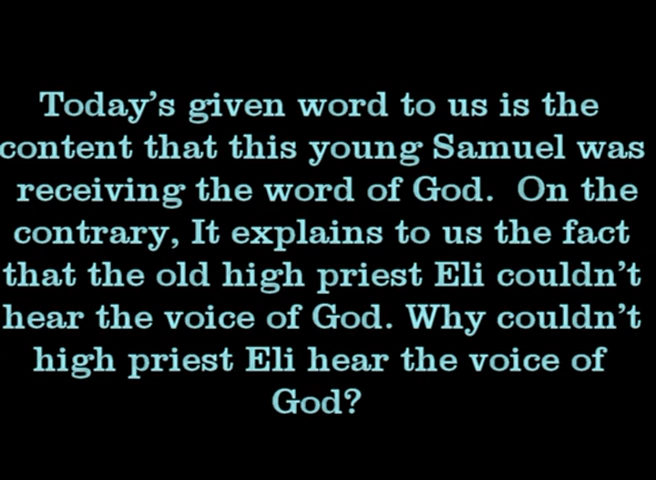 Today's given word to us is the
content that this young Samuel was
receiving the word of God.  On the
contrary, It explains to us the fact
that the old high priest Eli couldn't
hear the voice of God. Why couldn't
high priest Eli hear the voice of
God?